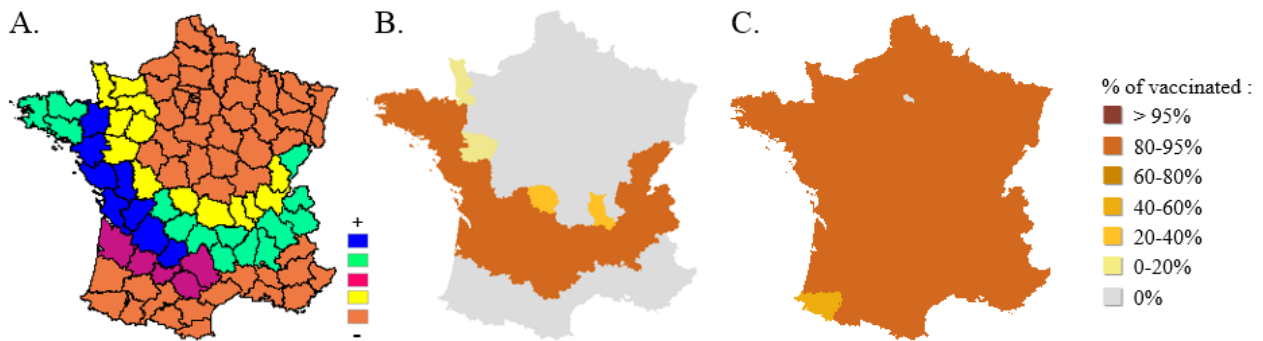 A.
B.
C.
+
-
% of vaccinated :
> 95%
80-95%
60-80%
40-60%
20-40%
0-20%
0%